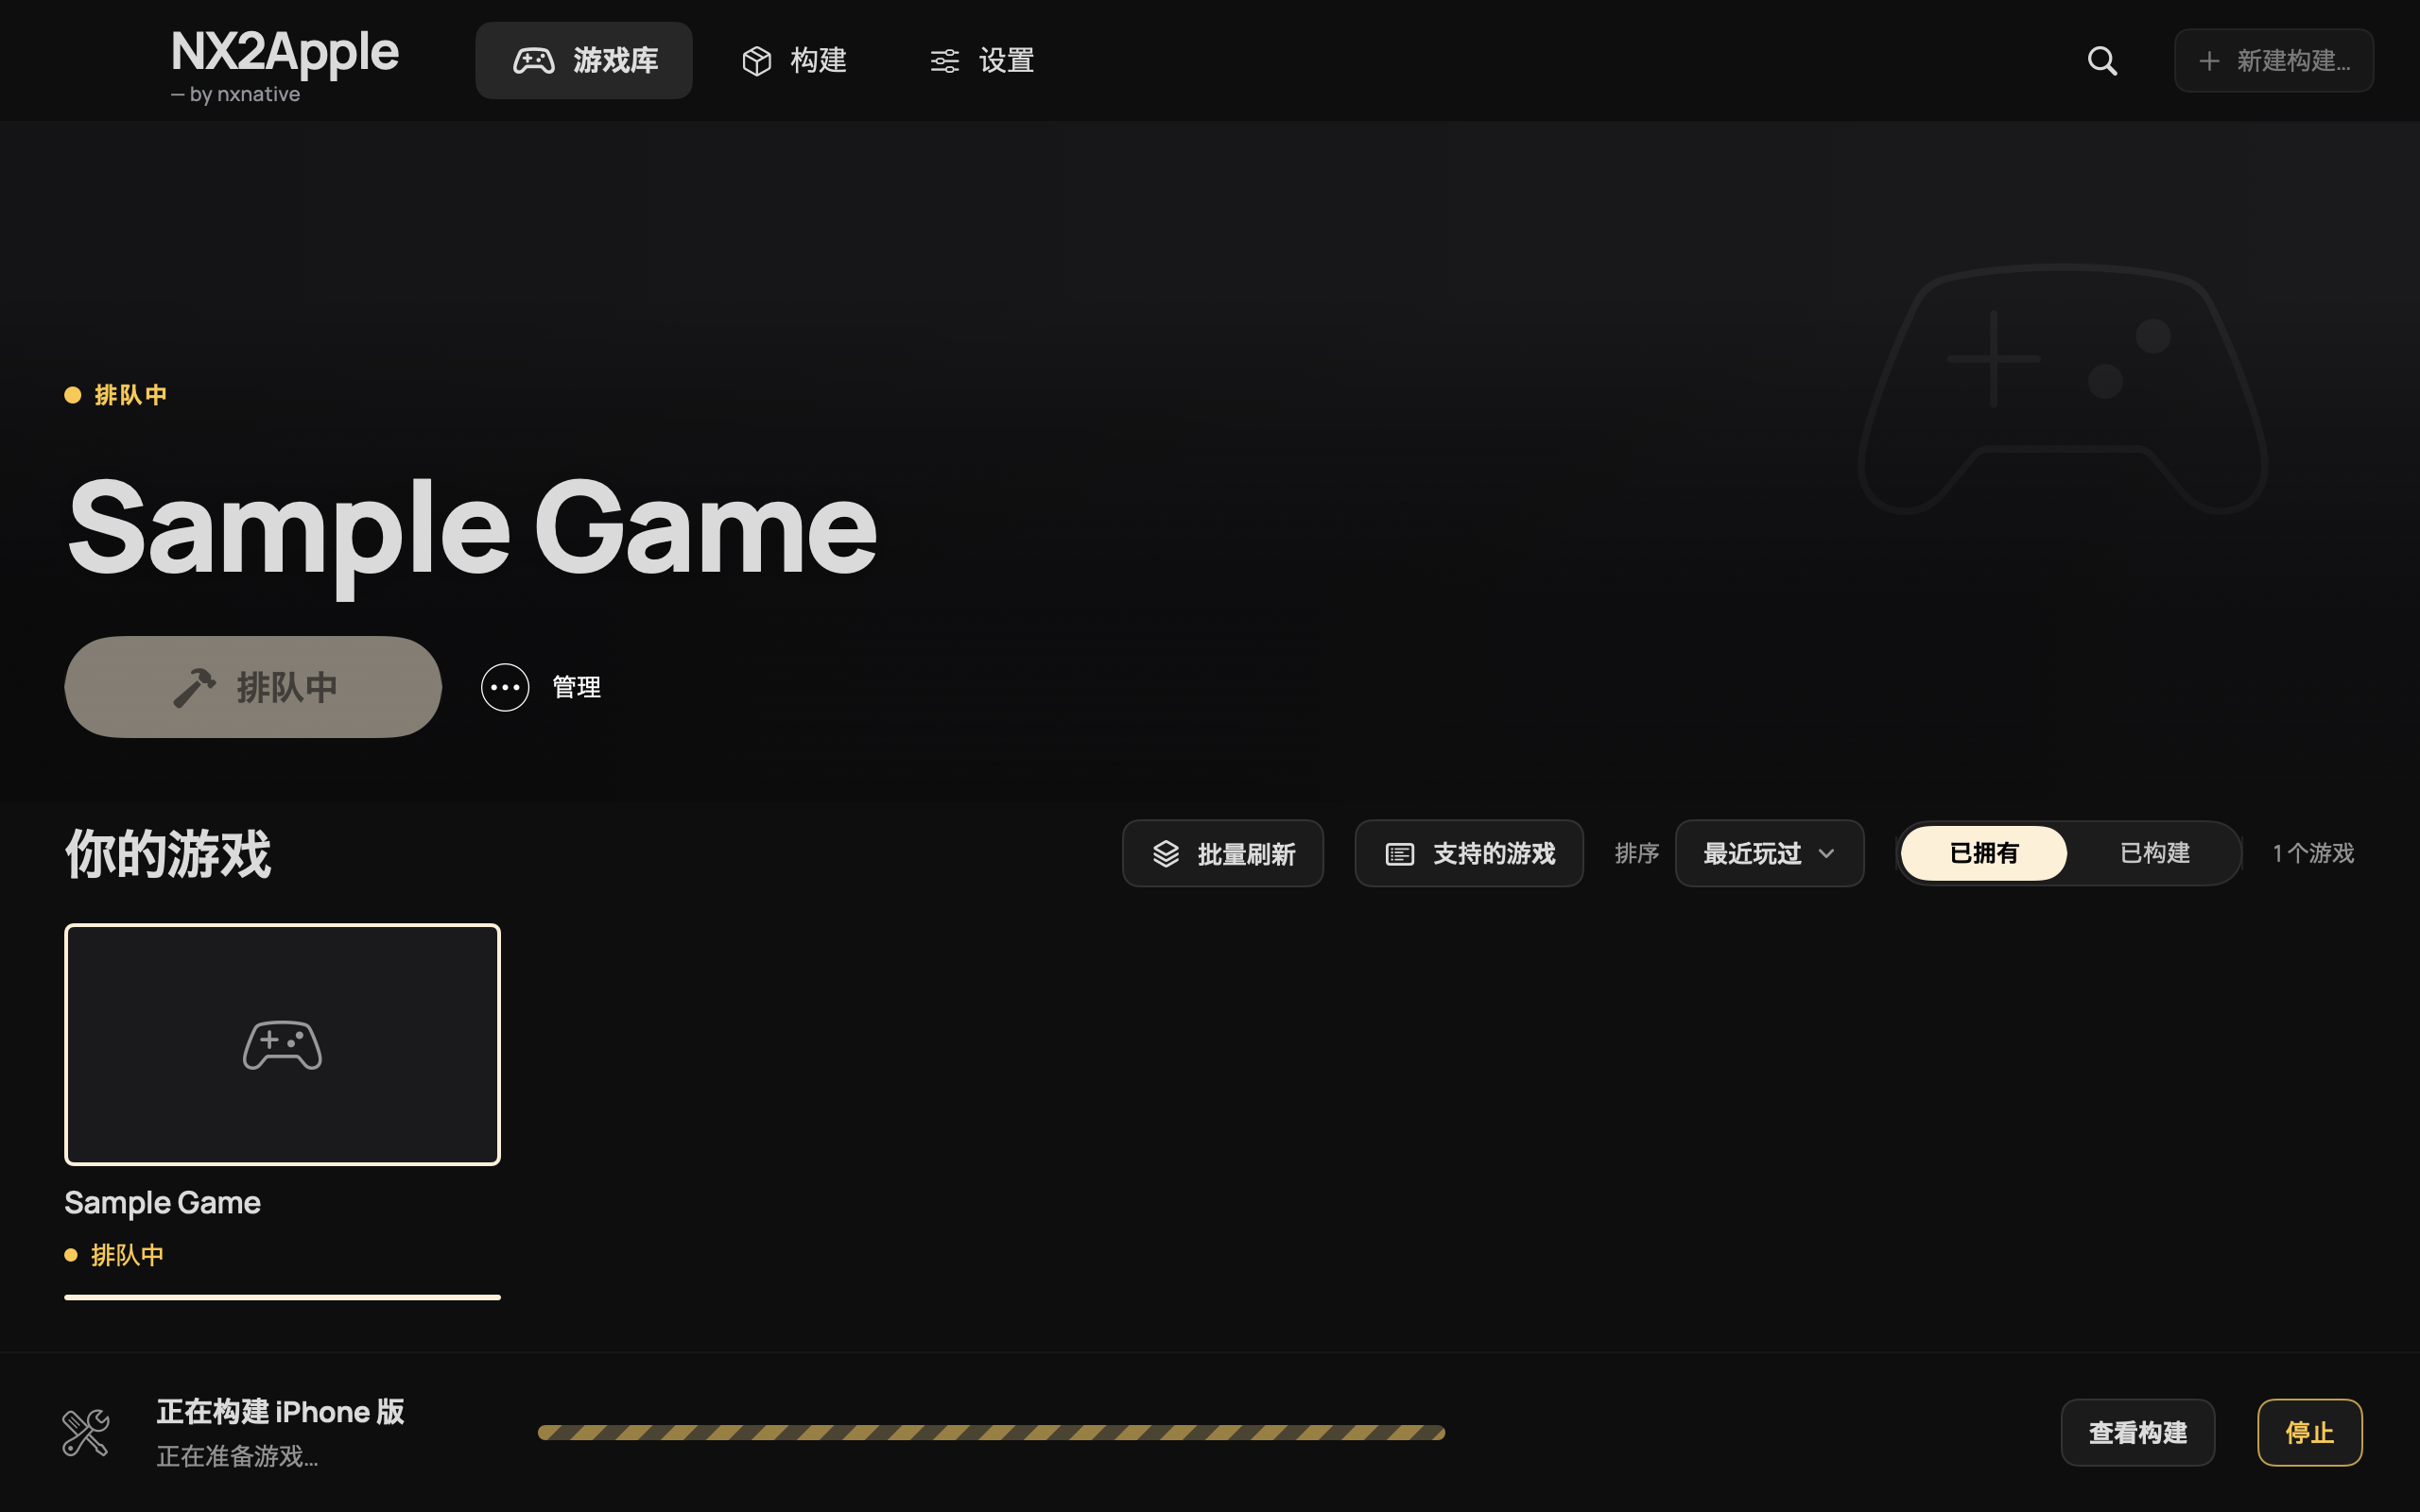 NX2Apple
— by nxnative
游戏库
构建
设置
新建构建...
排队中
Sample Game
排队中
管理
你的游戏
批量刷新
支持的游戏
排序
最近玩过
已拥有
已构建
1 个游戏
Sample Game
排队中
正在构建 iPhone 版
正在准备游戏...
查看构建
停止